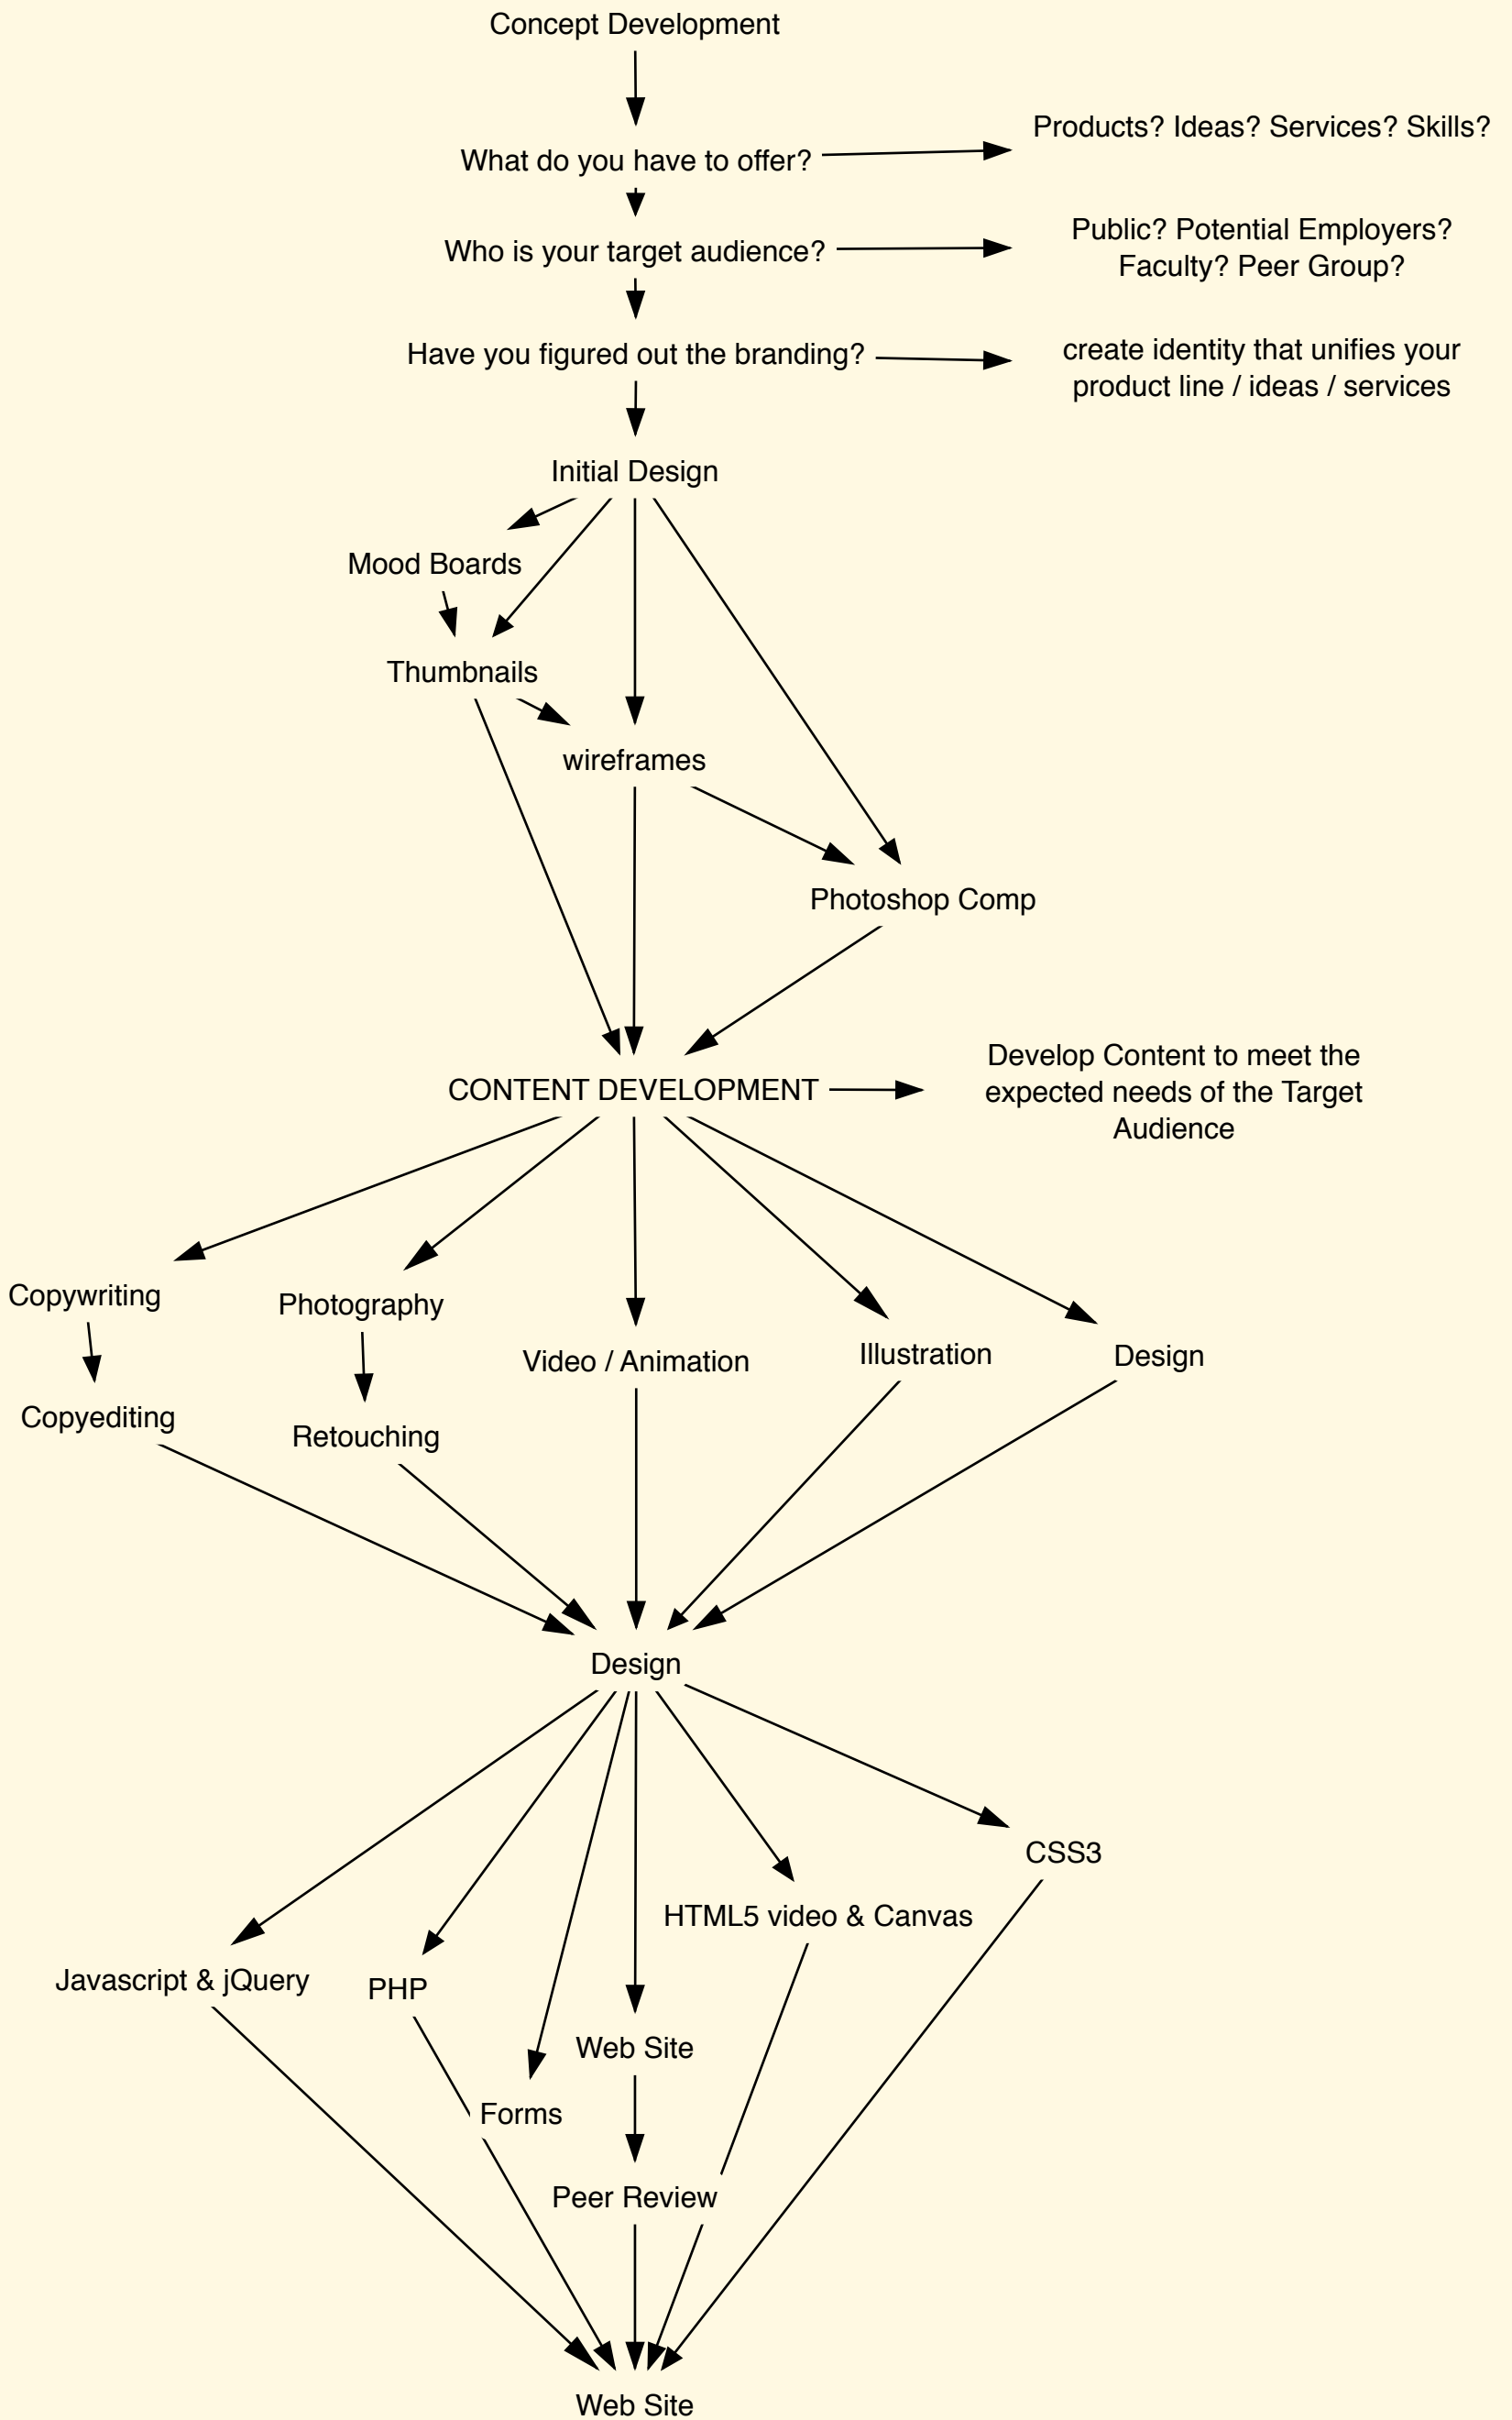 Concept Development
Products? Ideas? Services? Skills?
What do you have to offer?
Who is your target audience?
Public? Potential Employers?
Faculty? Peer Group?
Have you figured out the branding?
create identity that unifies your
product line / ideas / services
Initial Design
Mood Boards
Thumbnails
wireframes
Photoshop Comp
CONTENT DEVELOPMENT
Develop Content to meet the
expected needs of the Target
Audience
Copywriting
Photography
Video / Animation
Illustration
Design
Copyediting
Retouching
Design
CSS3
HTML5 video & Canvas
Javascript & jQuery
PHP
Web Site
Forms
Peer Review
Web Site